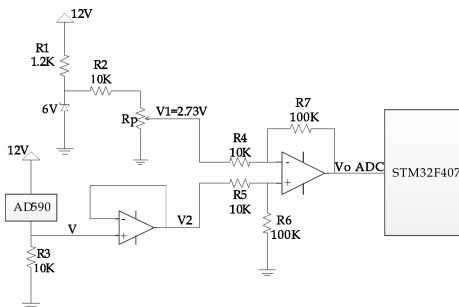 12V
R1
1.2K
R2
10K
6V
Rp
V1=2.73V
R7
100K
R4
10K
-
+
Vo ADC
STM32F407
12V
AD590
-
+
V
V2
R5
10K
R6
100K
R3
10K